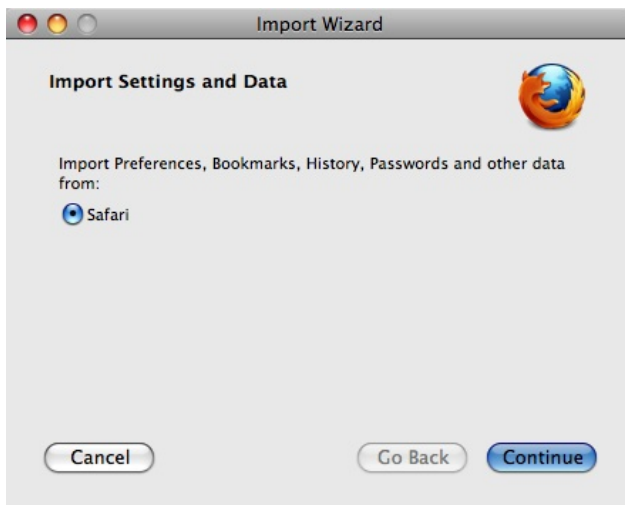 Import Wizard
Import Settings and Data
Import Preferences, Bookmarks, History, Passwords and other data
from:
Safari
Cancel
Go Back
Continue